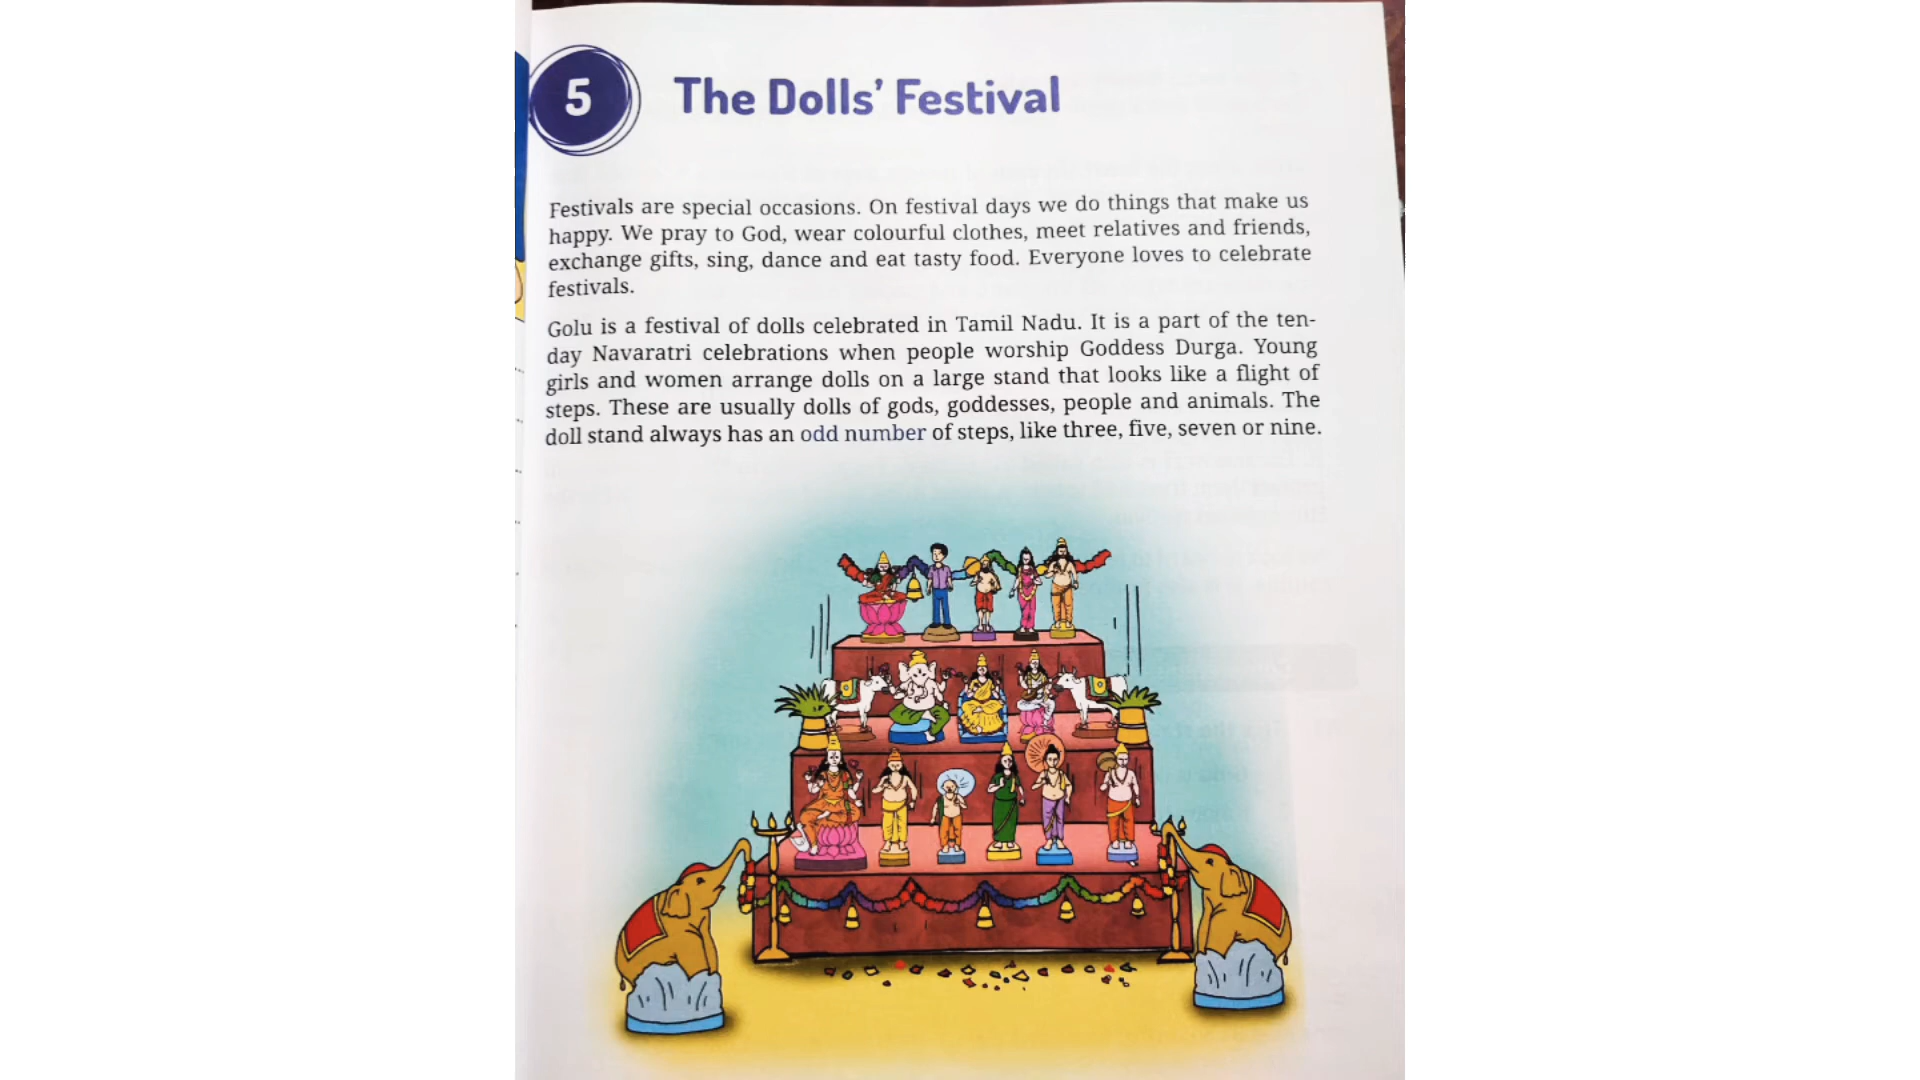 5
The Dolls' Festival
Festivals are special occasions. On festival days we do things that make us
happy. We pray to God, wear colourful clothes, meet relatives and friends,
exchange gifts, sing, dance and eat tasty food. Everyone loves to celebrate
festivals.
Golu is a festival of dolls celebrated in Tamil Nadu. It is a part of the ten-
day Navaratri celebrations when people worship Goddess Durga. Young
girls and women arrange dolls on a large stand that looks like a flight of
steps. These are usually dolls of gods, goddesses, people and animals. The
doll stand always has an odd number of steps, like three, five, seven or nine.